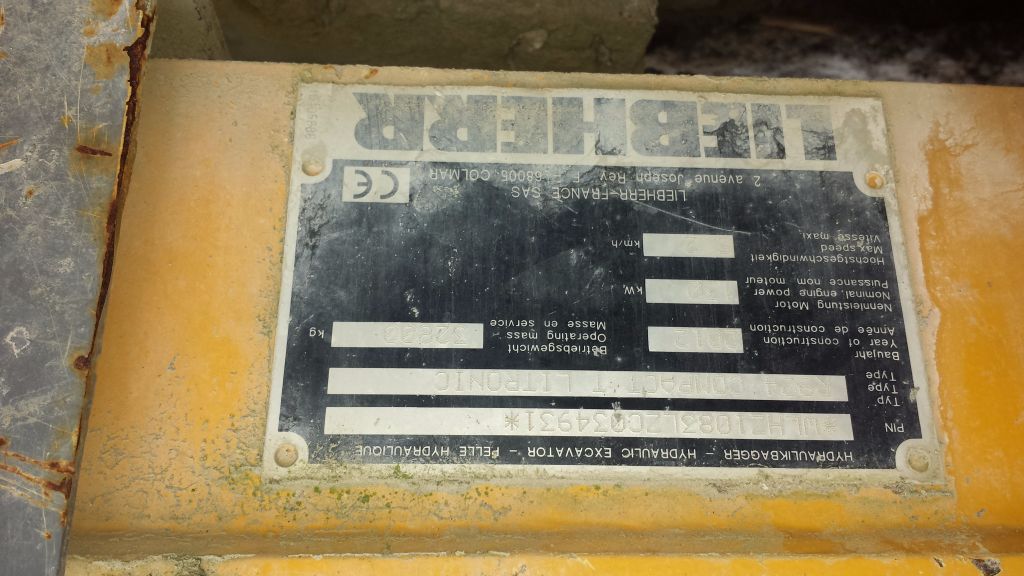 HYDRAULIKBAGGER - HYDRAULIC EXCAVATOR - PELLE HYDRAULIQUE
PIN *WLHZ1083LZC034931*
Typ
Type
Type
COMPACT T LITRONIC
Baujahr
Year of construction
Année de construction
2012
Betriebsgewicht
Operating mass
Masse en service
kg
Nennleistung Motor
Nominal. engine power
Puissance nom moteur
kW
Höchstgeschwindigkeit
Max.speed
Vitesse maxi.
km/h
LIEBHERR-FRANCE SAS
2 avenue Joseph Rey F - 68005 COLMAR
CE
LIEBHERR